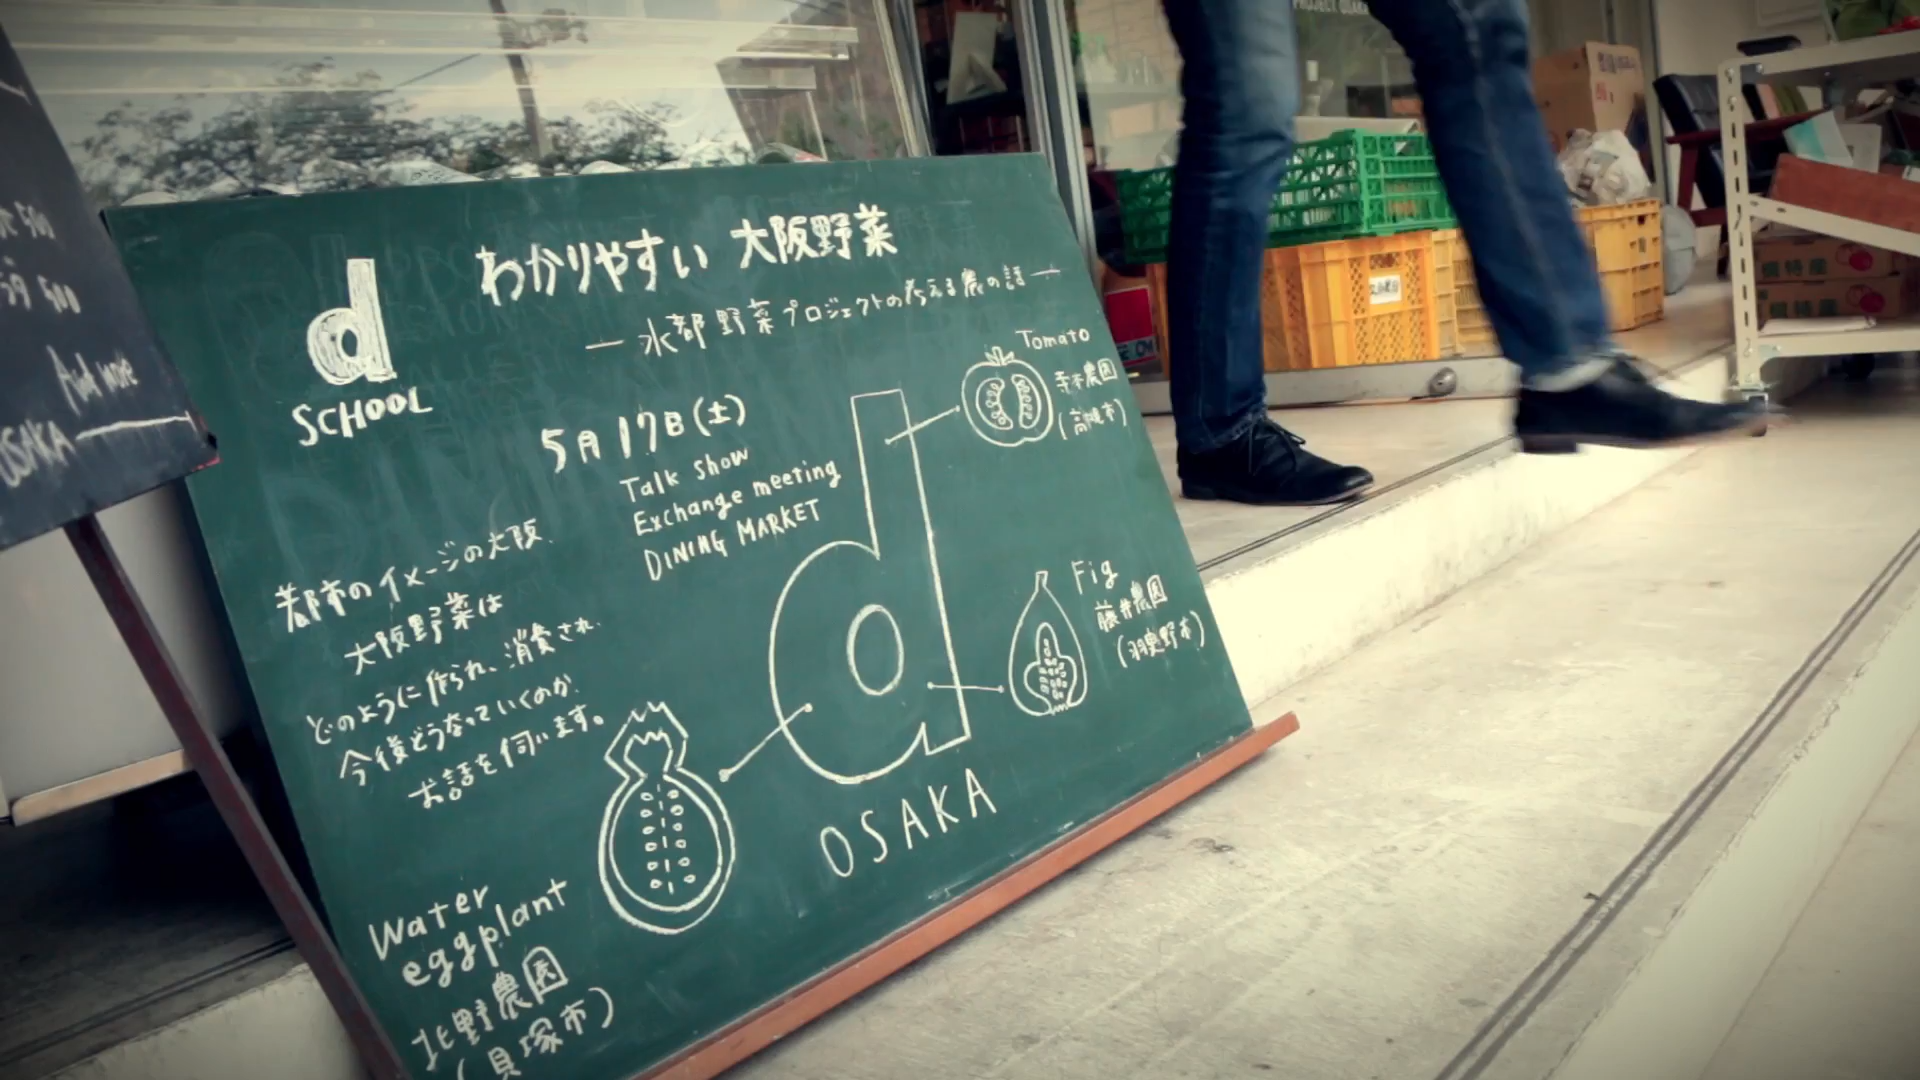 d
SCHOOL
わかりやすい 大阪野菜
— 水都野菜プロジェクトの考える農の話 —
5月17日(土)
Talk show
Exchange meeting
DINING MARKET
都市のイメージの大阪
大阪野菜は
どのように作られ、消費され、
今後どうなっていくのか、
お話を伺います。
d
OSAKA
Tomato
寺本農園
(高槻市)
Fig
藤井農園
(羽曳野市)
Water
eggplant
北野農園
(貝塚市)
500
500
And more
OSAKA